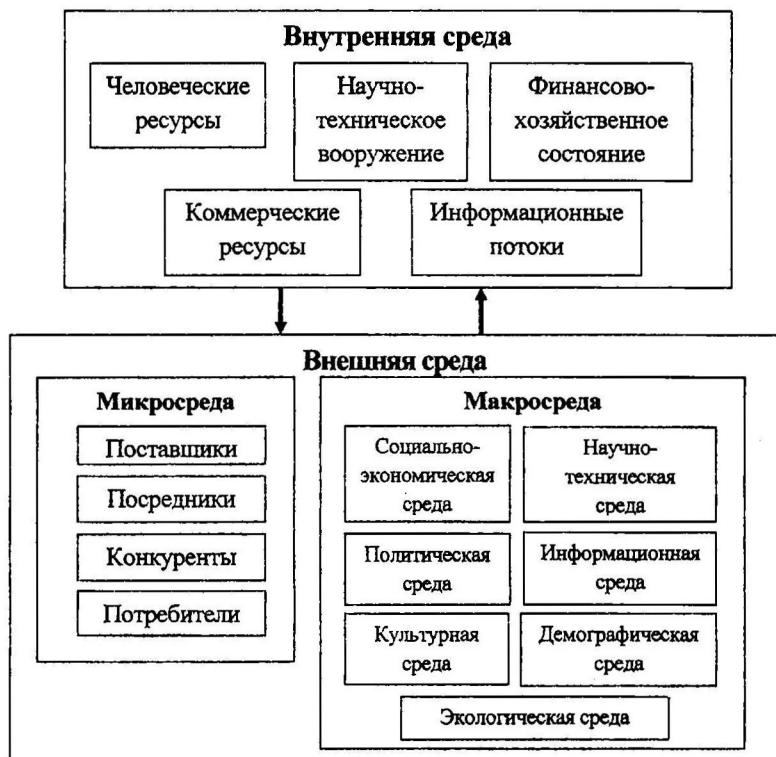 Внутренняя среда
Человеческие
ресурсы
Научно-
техническое
вооружение
Финансово-
хозяйственное
состояние
Коммерческие
ресурсы
Информационные
потоки
Внешняя среда
Микросреда
Поставшики
Посредники
Конкуренты
Потребители
Макросреда
Социально-
экономическая
среда
Научно-
техническая
среда
Политическая
среда
Информационная
среда
Культурная
среда
Демографическая
среда
Экологическая среда